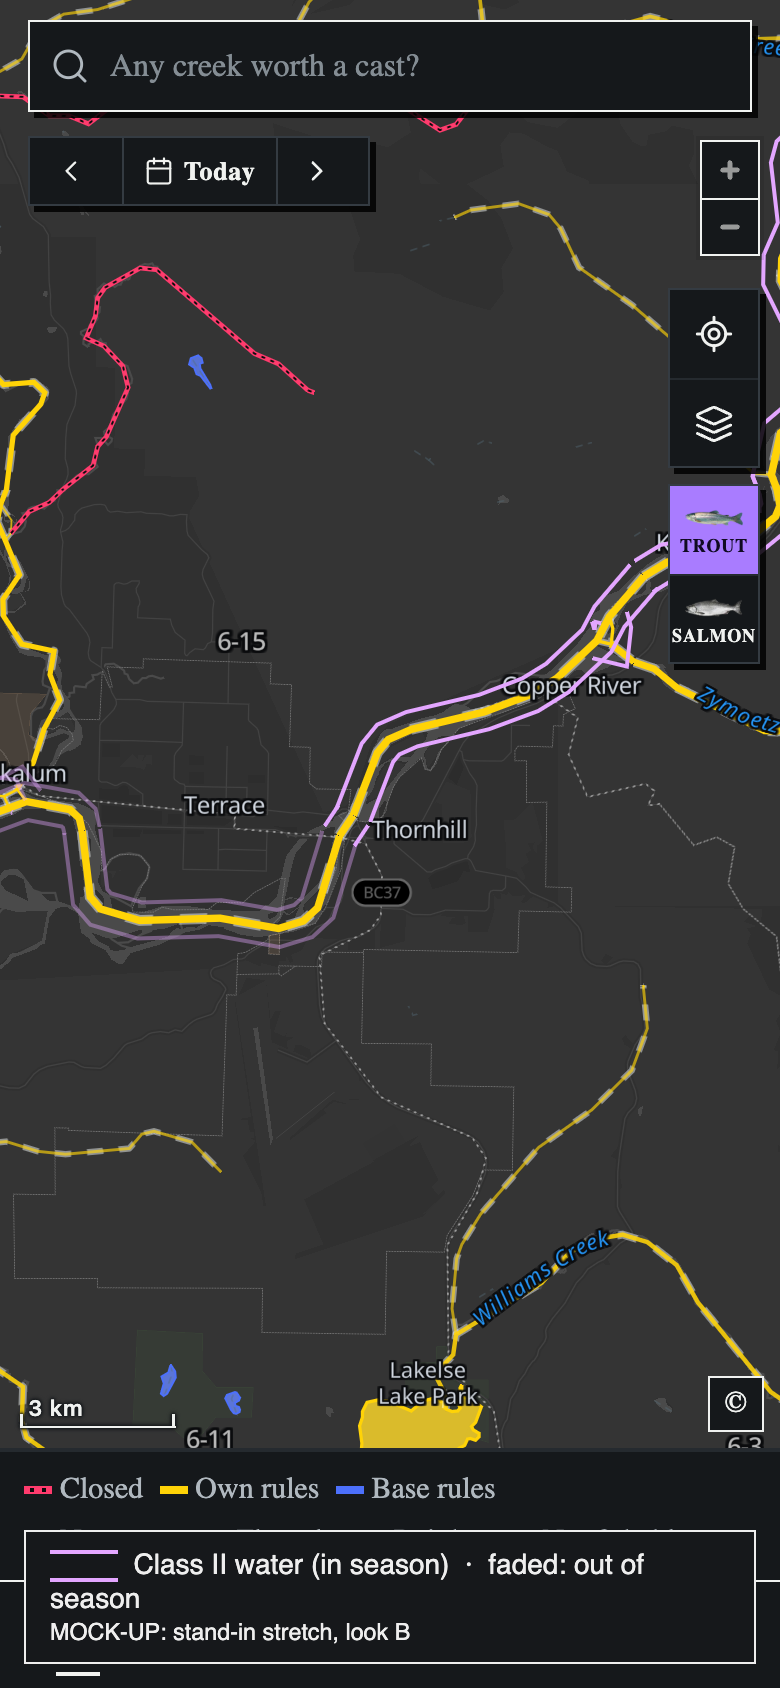 Any creek worth a cast?
Today
TROUT
SALMON
6-15
Copper River
Zymoetz
kalum
Terrace
Thornhill
BC37
Williams Creek
Lakelse
Lake Park
3 km
6-11
6-3
©
Closed
Own rules
Base rules
Class II water (in season) · faded: out of
season
MOCK-UP: stand-in stretch, look B